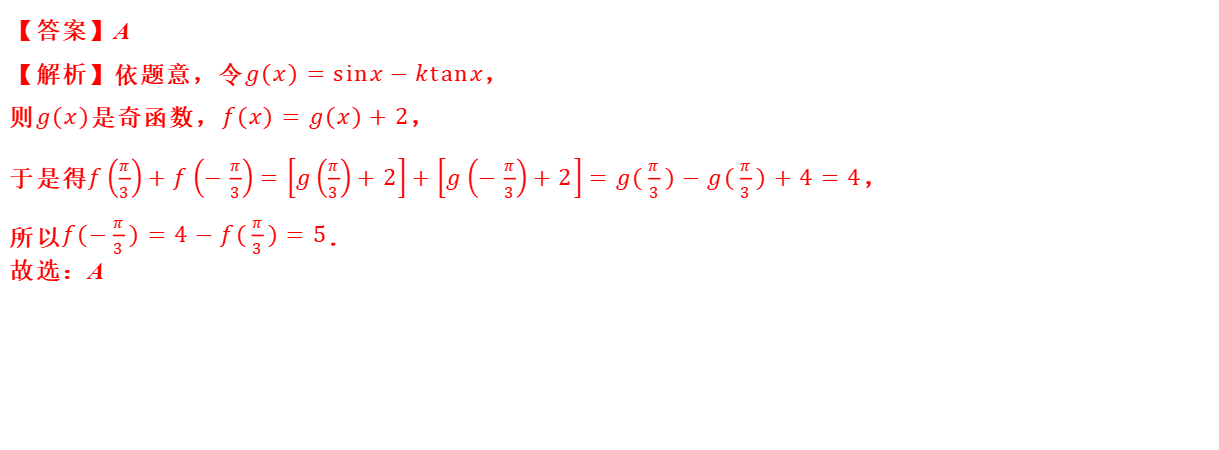 【答案】A
【解析】依题意，令g(x) = sinx − ktanx，
则g(x)是奇函数，f(x) = g(x) + 2，
于是得f(π/3) + f(−π/3) = [g(π/3) + 2] + [g(−π/3) + 2] = g(π/3) − g(π/3) + 4 = 4，
所以f(−π/3) = 4 − f(π/3) = 5．
故选：A